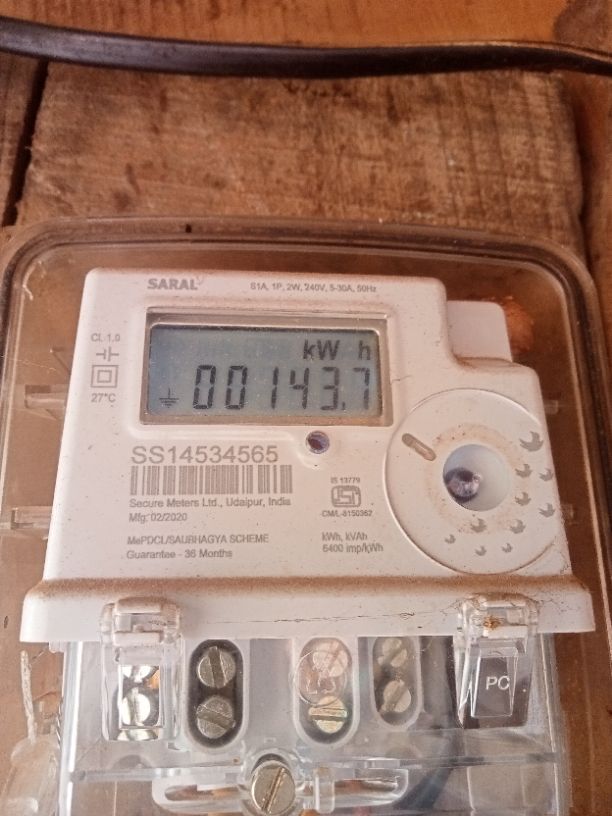 SARAL
S1A, 1P, 2W, 240V, 5-30A, 50Hz
CL 1.0
27°C
kW h
00143.7
SS14534565
Secure Meters Ltd., Udaipur, India
Mfg: 02/2020
IS 13779
CM/L-8150362
MePDCL/SAUBHAGYA SCHEME
Guarantee - 36 Months
kWh, kVAh
6400 imp/kWh
PC